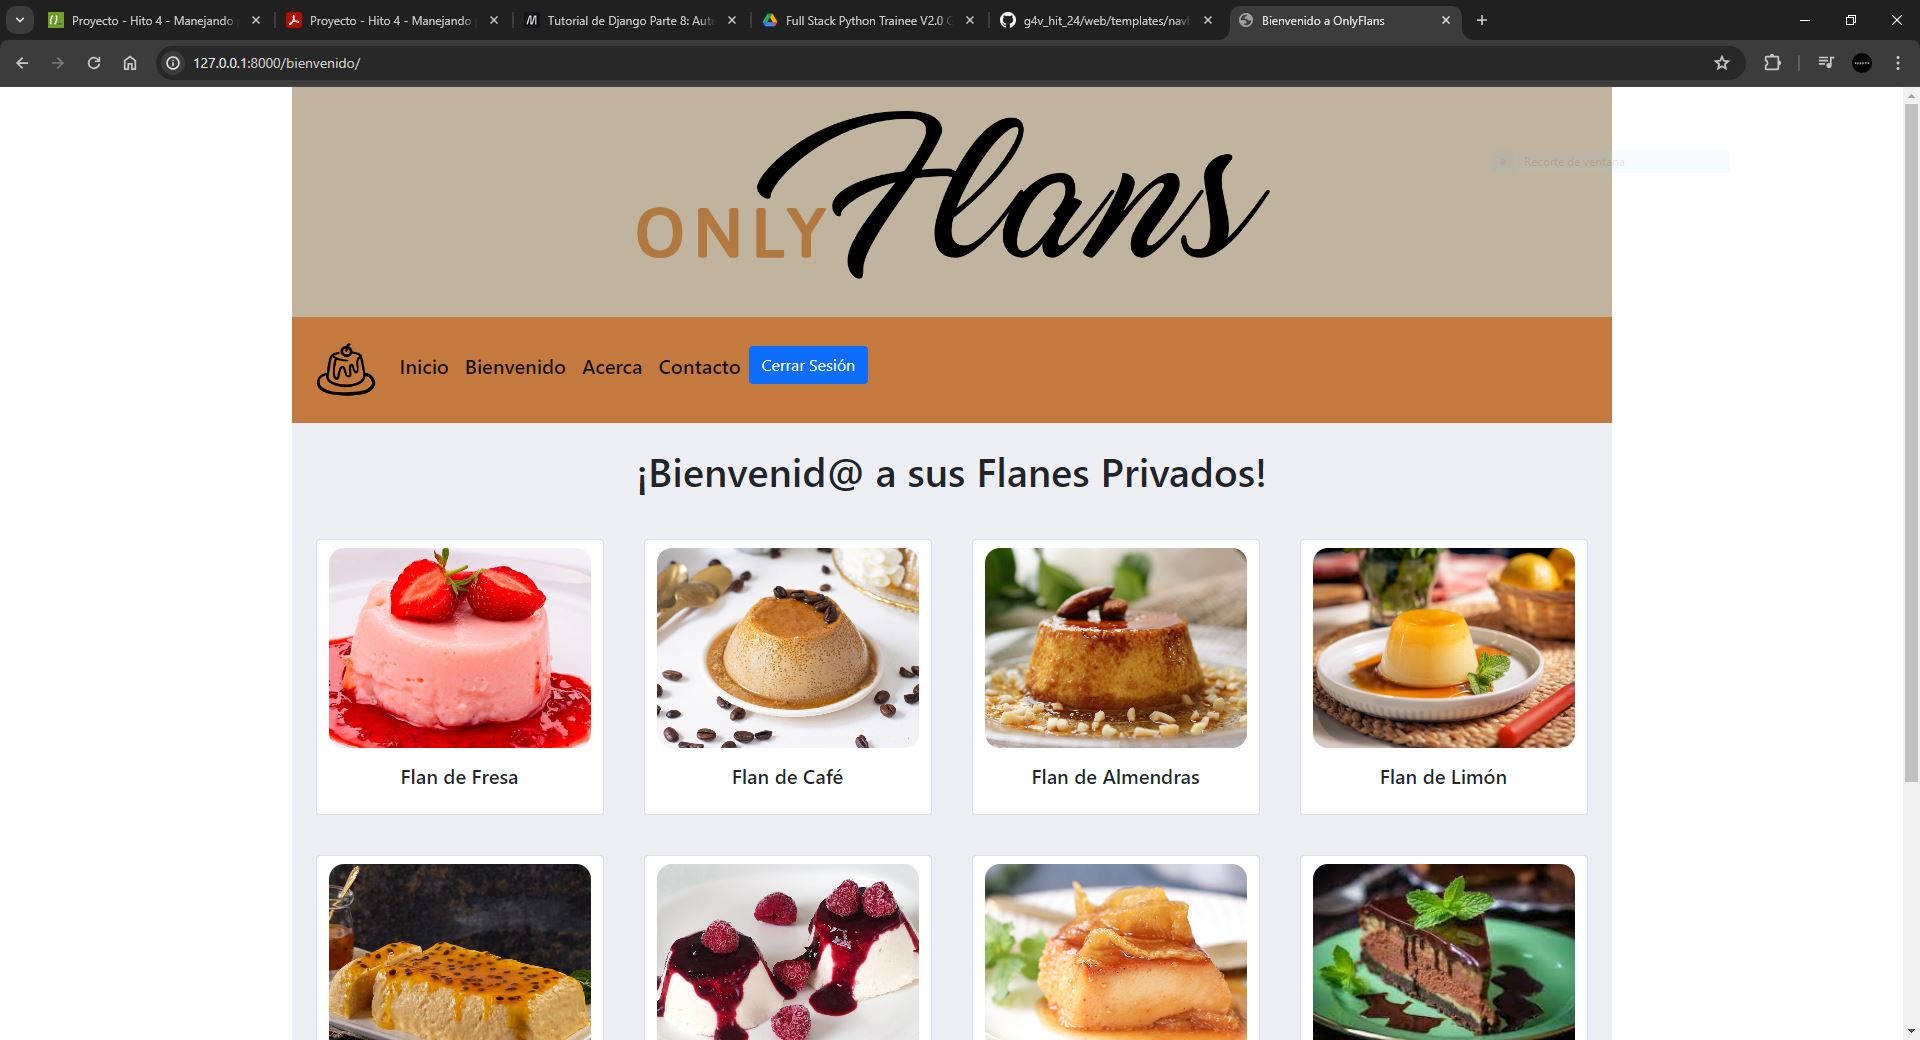 Proyecto - Hito 4 - Manejando
Proyecto - Hito 4 - Manejando
Tutorial de Django Parte 8: Aute
Full Stack Python Trainee V2.0 G
g4v_hit_24/web/templates/nav
Bienvenido a OnlyFlans
127.0.0.1:8000/bienvenido/
ONLY Flans
Recorte de ventana
Inicio Bienvenido Acerca Contacto Cerrar Sesión
¡Bienvenid@ a sus Flanes Privados!
Flan de Fresa
Flan de Café
Flan de Almendras
Flan de Limón